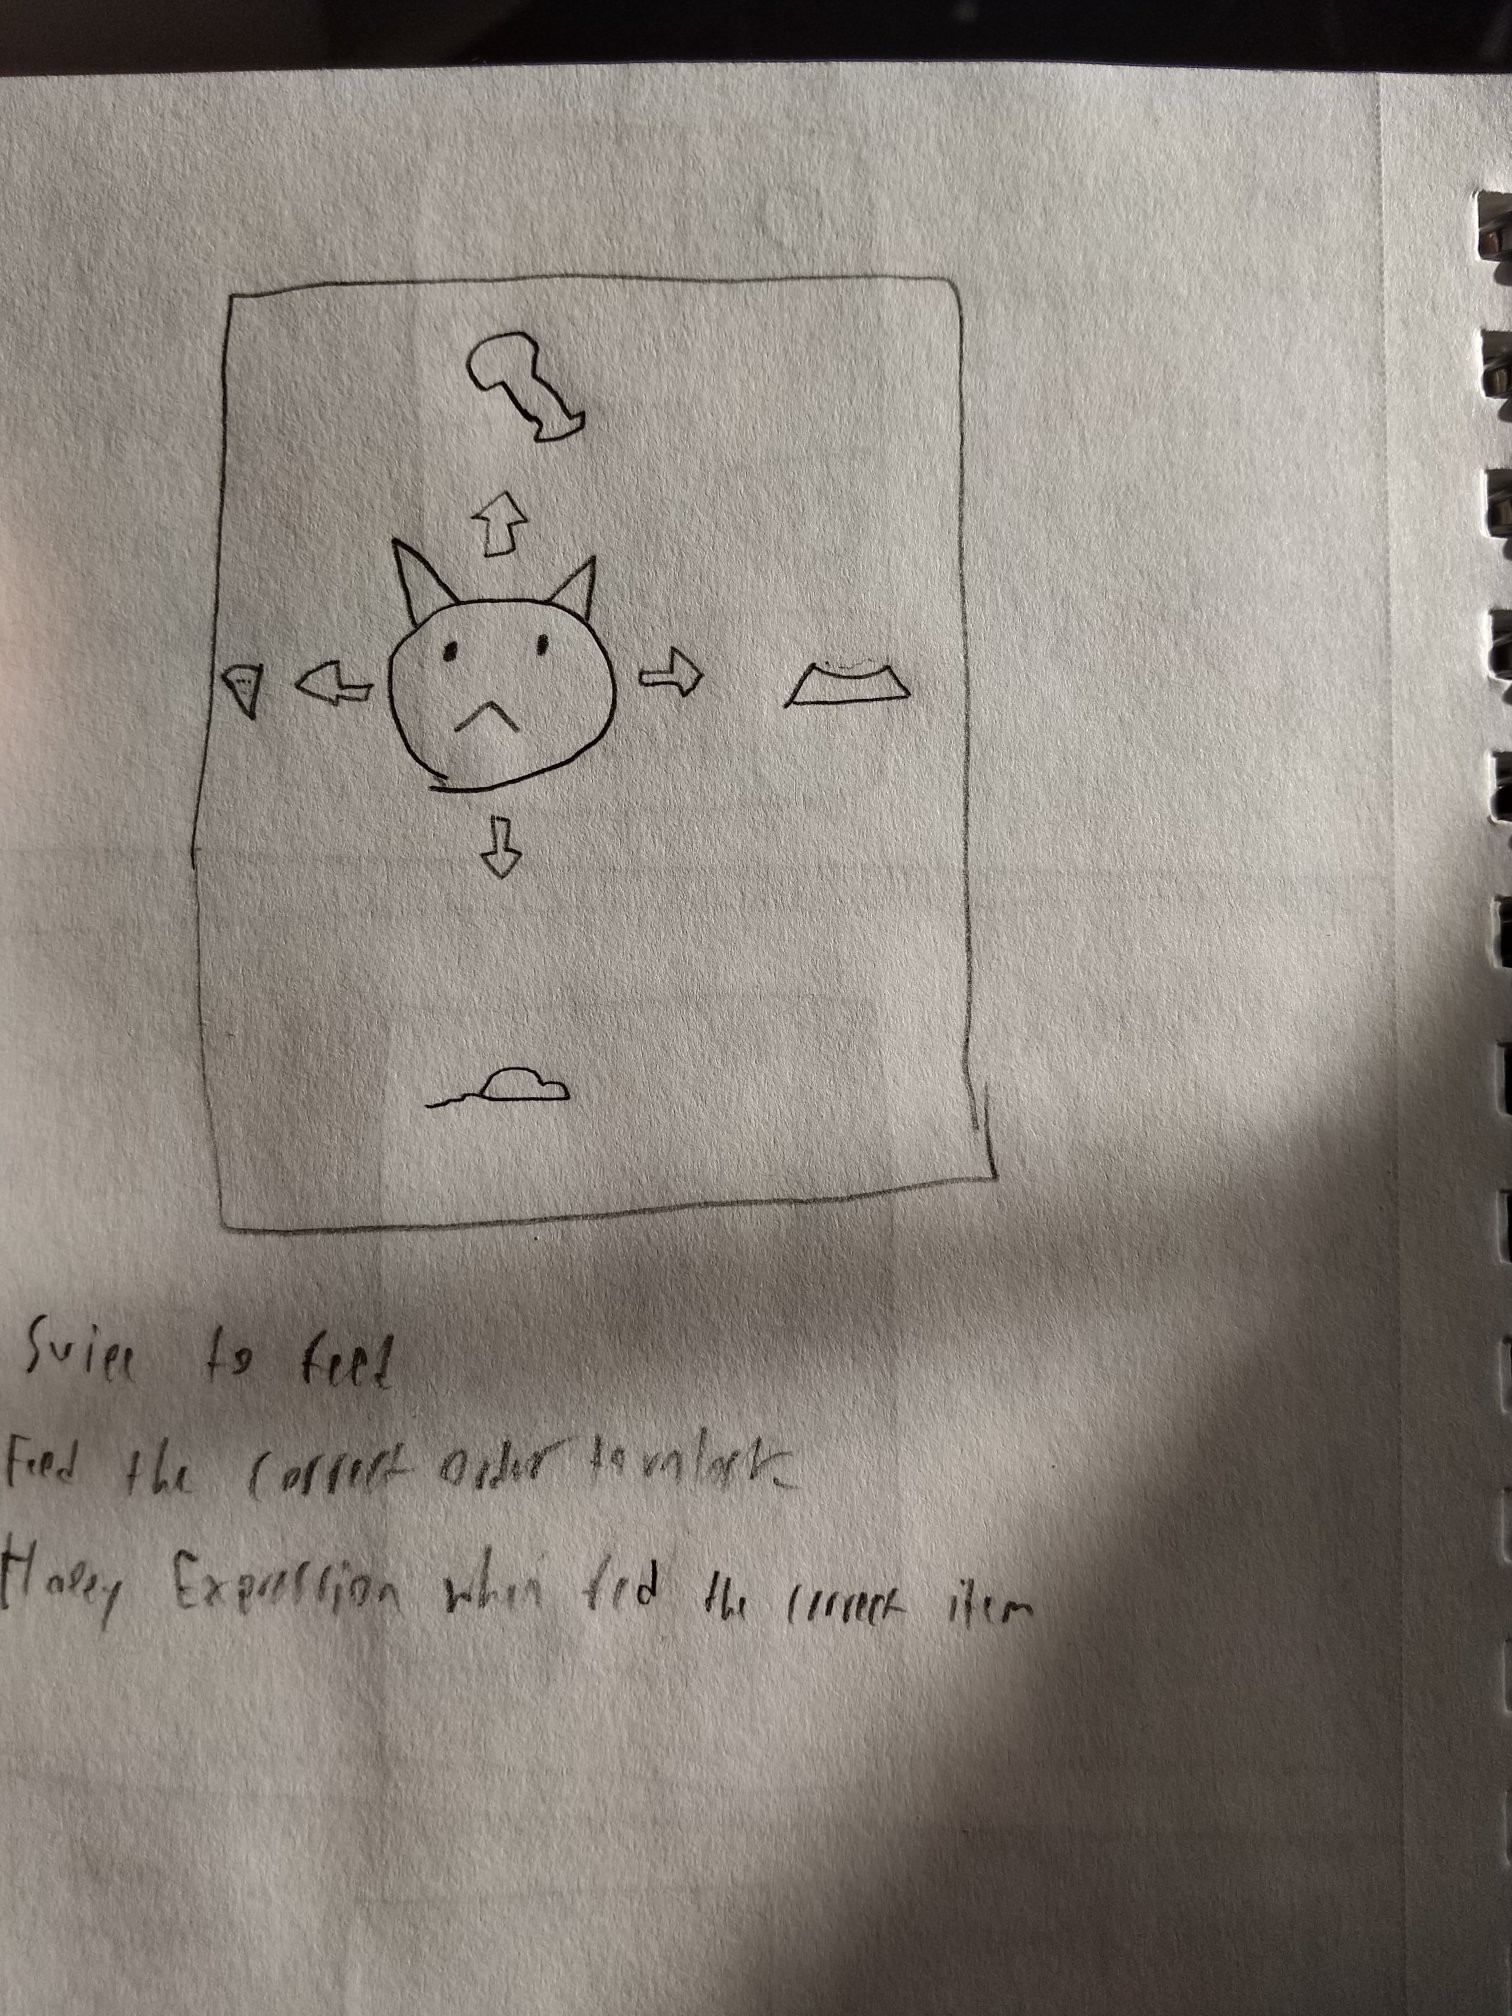 Swipe to feed
Feed the correct order to unlock
Happy Expression when fed the correct item